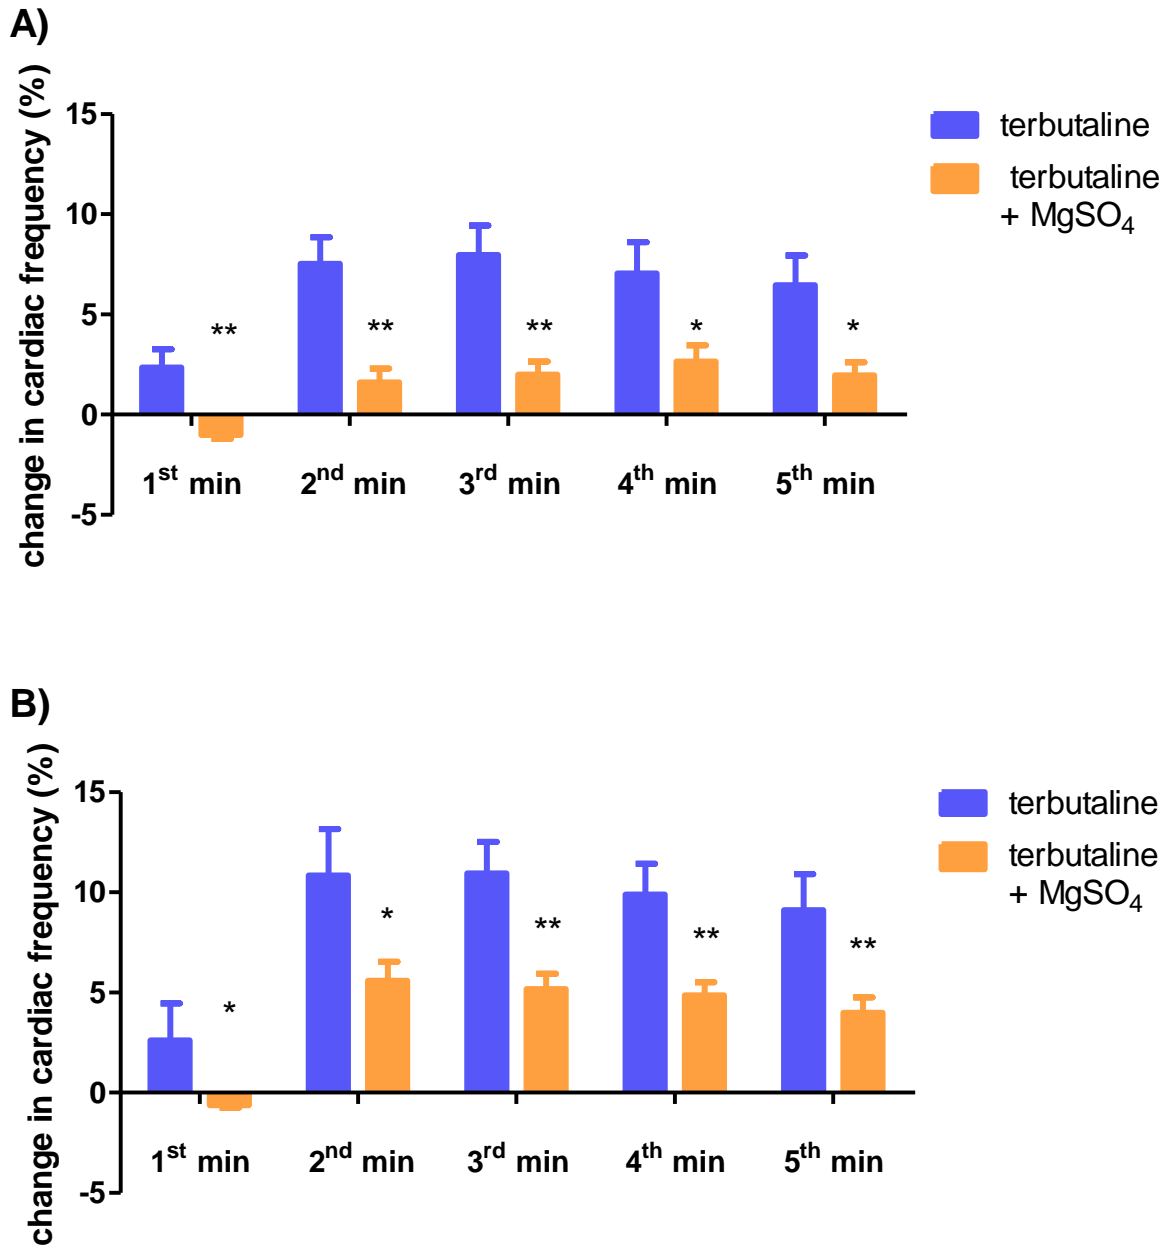 A)
change in cardiac frequency (%)
15
10
5
0
-5
** ** ** * *
1st min 2nd min 3rd min 4th min 5th min
terbutaline
terbutaline
+ MgSO4
B)
change in cardiac frequency (%)
15
10
5
0
-5
* * ** ** **
1st min 2nd min 3rd min 4th min 5th min
terbutaline
terbutaline
+ MgSO4